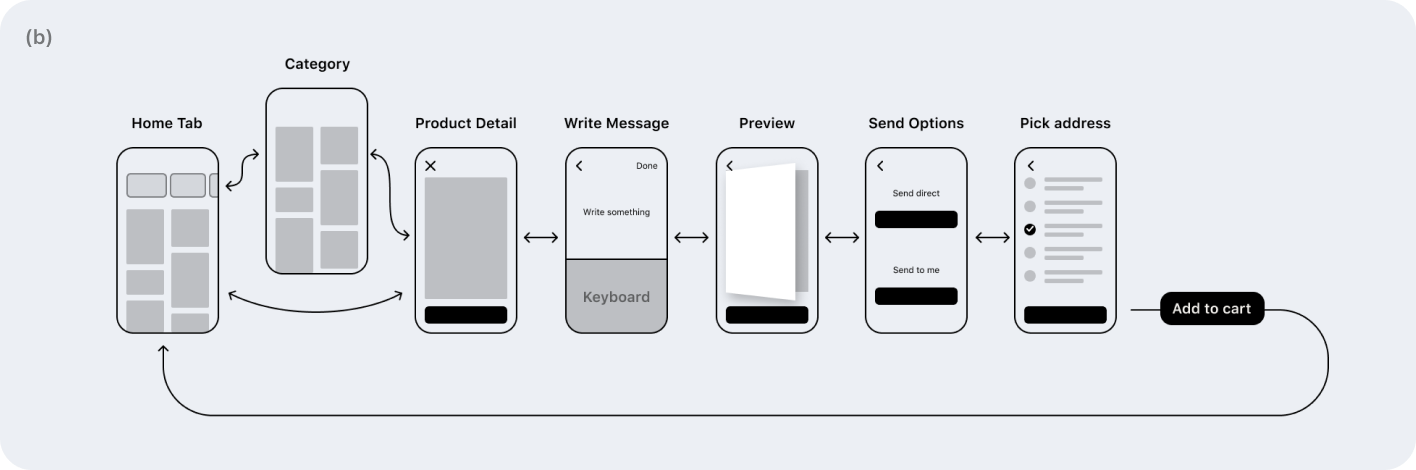 (b)
Category
Home Tab
Product Detail
Write Message
Preview
Send Options
Pick address
Done
Write something
Keyboard
Send direct
Send to me
Add to cart